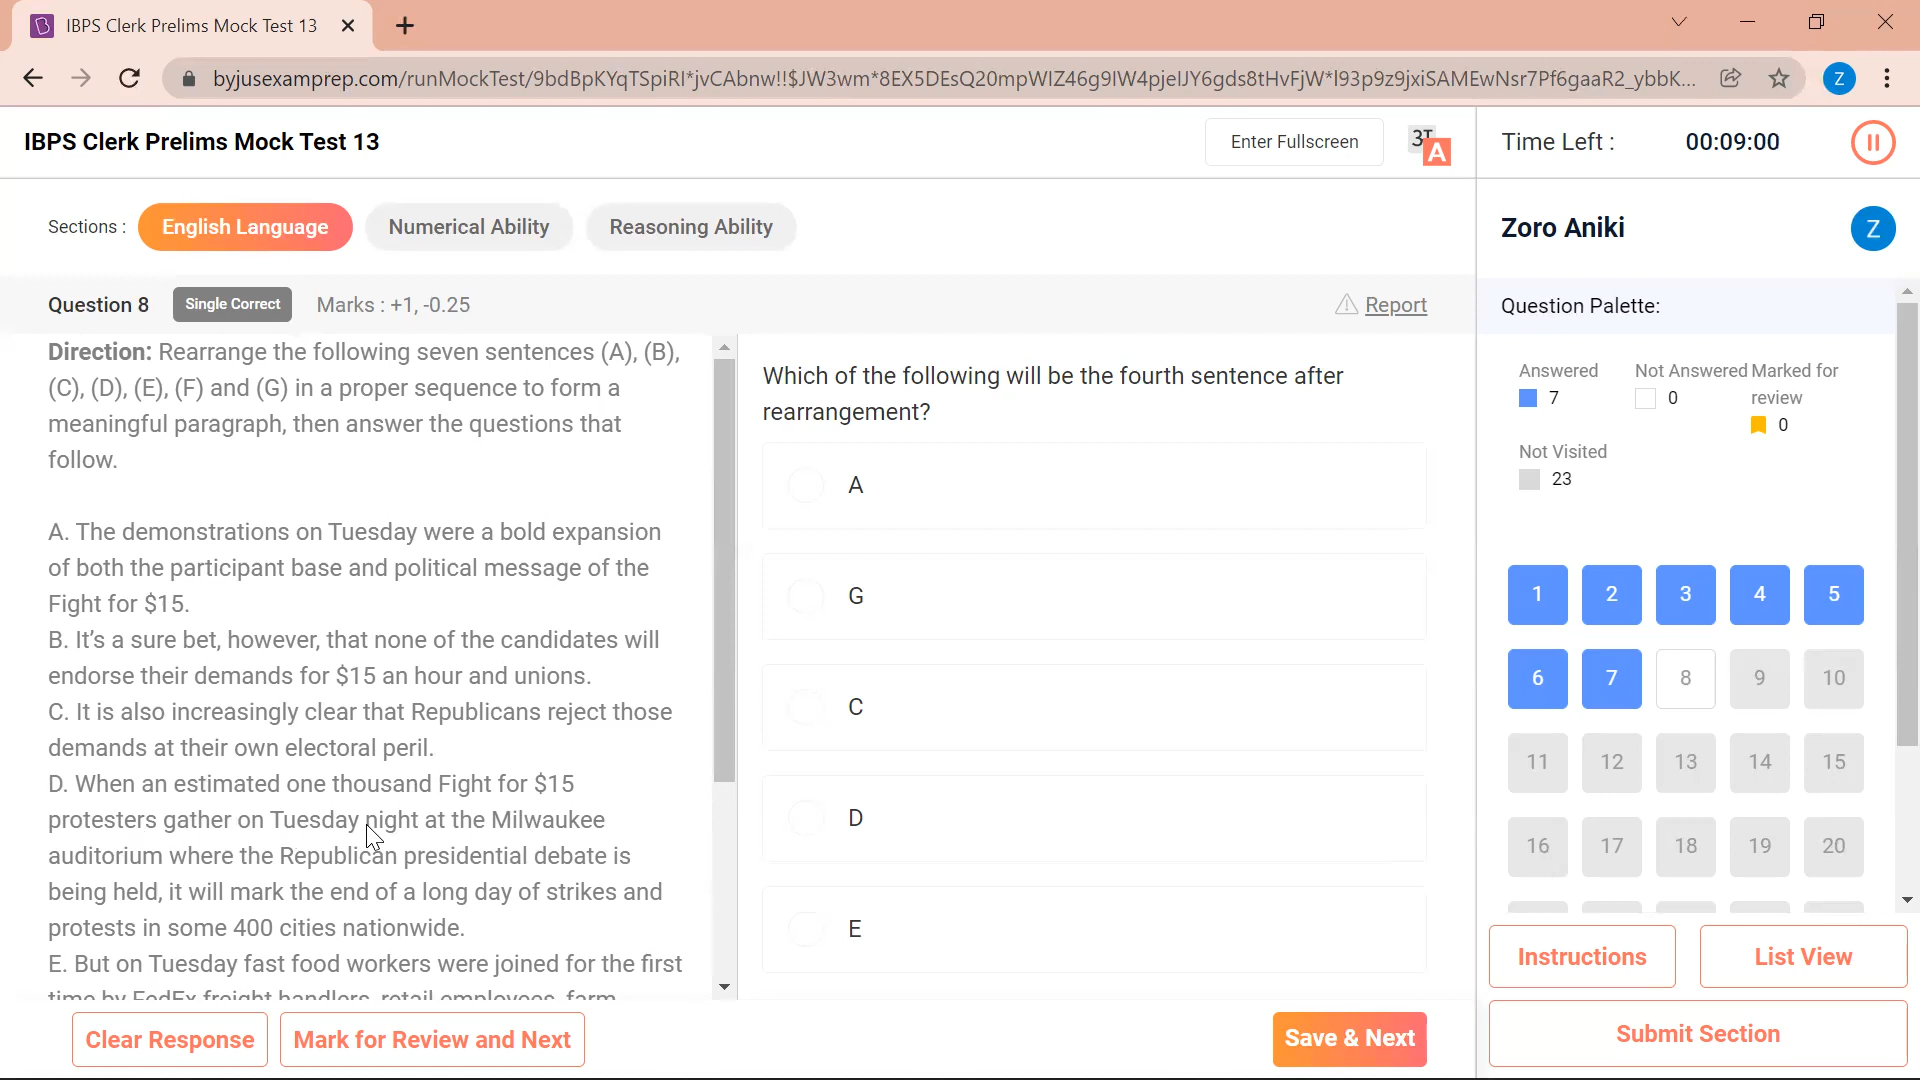 IBPS Clerk Prelims Mock Test 13
byjusexamprep.com/runMockTest/9bdBpKYqTSpiRI*jvCAbnw!!$JW3wm*8EX5DEsQ20mpWIZ46g9IW4pjeIJY6gds8tHvFjW*I93p9z9jxiSAMEwNsr7Pf6gaaR2_ybbK...
Z
IBPS Clerk Prelims Mock Test 13
Enter Fullscreen
A
Time Left : 00:09:00
Sections : English Language Numerical Ability Reasoning Ability
Zoro Aniki
Z
Question 8 Single Correct Marks : +1, -0.25
Report
Question Palette:
Direction: Rearrange the following seven sentences (A), (B),
(C), (D), (E), (F) and (G) in a proper sequence to form a
meaningful paragraph, then answer the questions that
follow.
A. The demonstrations on Tuesday were a bold expansion
of both the participant base and political message of the
Fight for $15.
B. It’s a sure bet, however, that none of the candidates will
endorse their demands for $15 an hour and unions.
C. It is also increasingly clear that Republicans reject those
demands at their own electoral peril.
D. When an estimated one thousand Fight for $15
protesters gather on Tuesday night at the Milwaukee
auditorium where the Republican presidential debate is
being held, it will mark the end of a long day of strikes and
protests in some 400 cities nationwide.
E. But on Tuesday fast food workers were joined for the first
time by FedEx freight handlers, retail employees, farm
Which of the following will be the fourth sentence after
rearrangement?
A
G
C
D
E
Answered
7
Not Answered
0
Marked for
review
0
Not Visited
23
1 2 3 4 5
6 7 8 9 10
11 12 13 14 15
16 17 18 19 20
Clear Response Mark for Review and Next Save & Next
Instructions List View
Submit Section